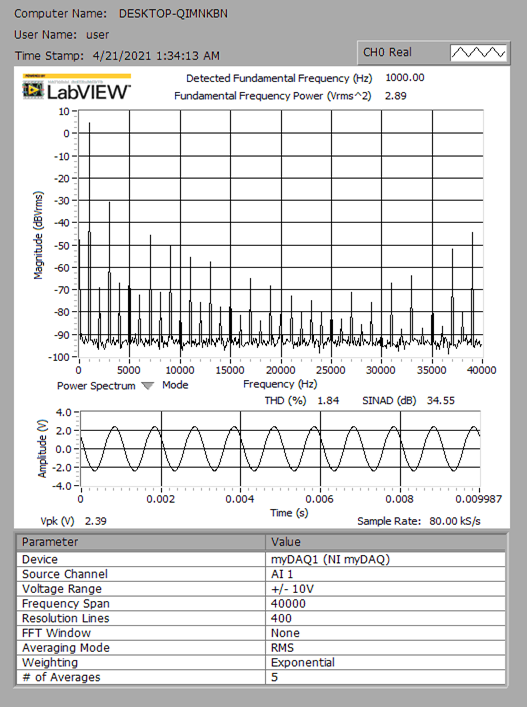 Computer Name: DESKTOP-QIMNKBN
User Name: user
Time Stamp: 4/21/2021 1:34:13 AM
CH0 Real
LabVIEW™
Detected Fundamental Frequency (Hz) 1000.00
Fundamental Frequency Power (Vrms^2) 2.89
Magnitude (dBVrms)
10
0
-10
-20
-30
-40
-50
-60
-70
-80
-90
-100
0 5000 10000 15000 20000 25000 30000 35000 40000
Power Spectrum Mode Frequency (Hz)
THD (%) 1.84 SINAD (dB) 34.55
Amplitude (V)
4.0
2.0
0.0
-2.0
-4.0
0 0.002 0.004 0.006 0.008 0.009987
Time (s)
Vpk (V) 2.39 Sample Rate: 80.00 kS/s
Parameter Value
Device myDAQ1 (NI myDAQ)
Source Channel AI 1
Voltage Range +/- 10V
Frequency Span 40000
Resolution Lines 400
FFT Window None
Averaging Mode RMS
Weighting Exponential
# of Averages 5